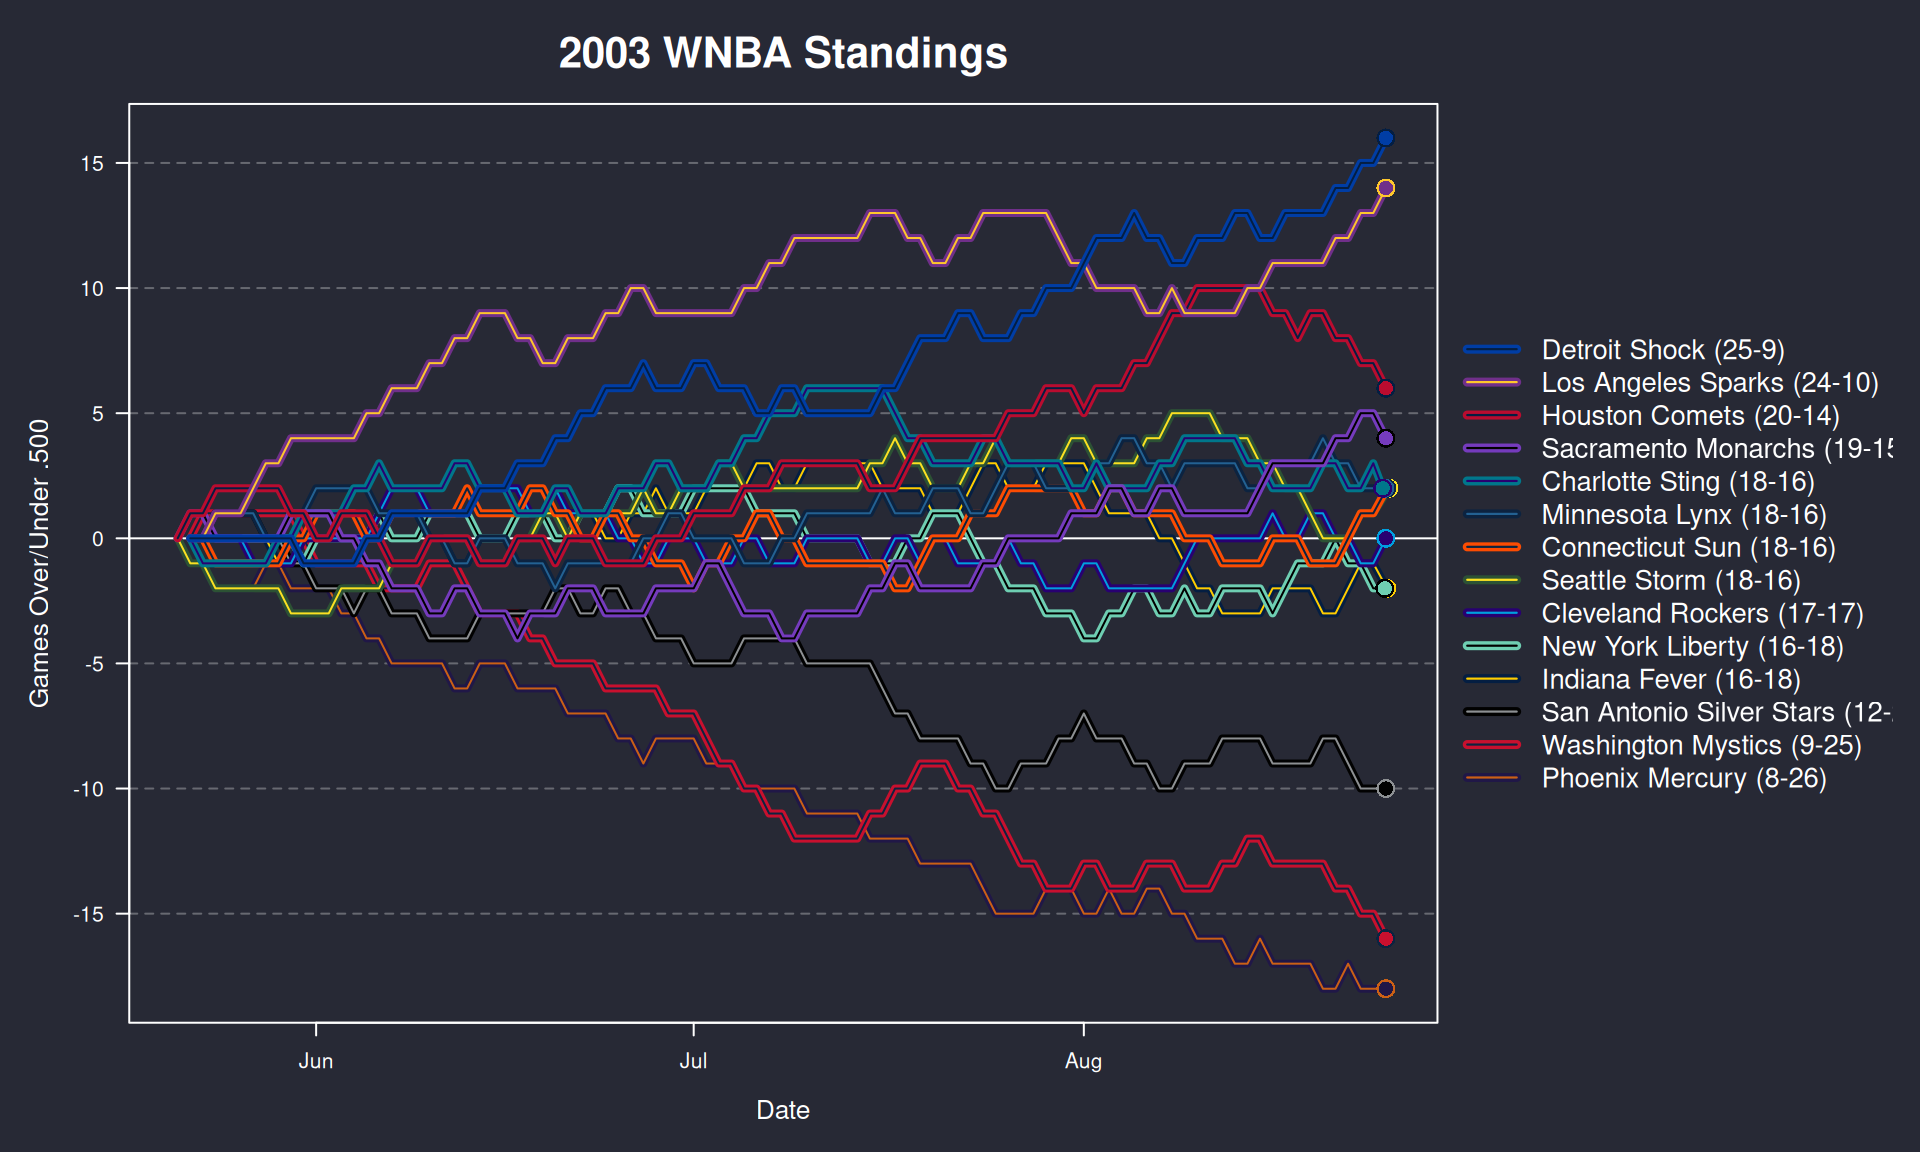 2003 WNBA Standings
15
10
5
0
-5
-10
-15
Games Over/Under .500
Jun
Jul
Aug
Date
Detroit Shock (25-9)
Los Angeles Sparks (24-10)
Houston Comets (20-14)
Sacramento Monarchs (19-15
Charlotte Sting (18-16)
Minnesota Lynx (18-16)
Connecticut Sun (18-16)
Seattle Storm (18-16)
Cleveland Rockers (17-17)
New York Liberty (16-18)
Indiana Fever (16-18)
San Antonio Silver Stars (12-
Washington Mystics (9-25)
Phoenix Mercury (8-26)